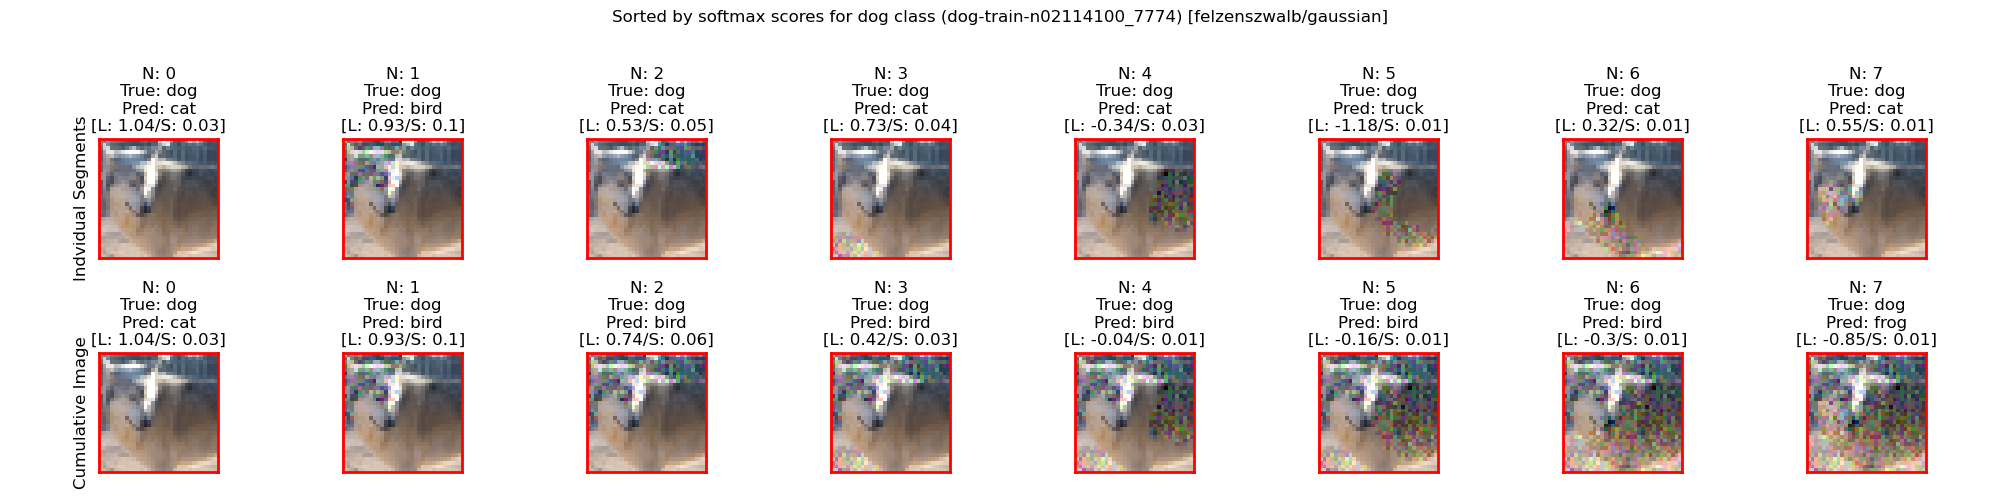 Sorted by softmax scores for dog class (dog-train-n02114100_7774) [felzenszwalb/gaussian]
Indvidual Segments
N: 0
True: dog
Pred: cat
[L: 1.04/S: 0.03]
N: 1
True: dog
Pred: bird
[L: 0.93/S: 0.1]
N: 2
True: dog
Pred: cat
[L: 0.53/S: 0.05]
N: 3
True: dog
Pred: cat
[L: 0.73/S: 0.04]
N: 4
True: dog
Pred: cat
[L: -0.34/S: 0.03]
N: 5
True: dog
Pred: truck
[L: -1.18/S: 0.01]
N: 6
True: dog
Pred: cat
[L: 0.32/S: 0.01]
N: 7
True: dog
Pred: cat
[L: 0.55/S: 0.01]
Cumulative Image
N: 0
True: dog
Pred: cat
[L: 1.04/S: 0.03]
N: 1
True: dog
Pred: bird
[L: 0.93/S: 0.1]
N: 2
True: dog
Pred: bird
[L: 0.74/S: 0.06]
N: 3
True: dog
Pred: bird
[L: 0.42/S: 0.03]
N: 4
True: dog
Pred: bird
[L: -0.04/S: 0.01]
N: 5
True: dog
Pred: bird
[L: -0.16/S: 0.01]
N: 6
True: dog
Pred: bird
[L: -0.3/S: 0.01]
N: 7
True: dog
Pred: frog
[L: -0.85/S: 0.01]